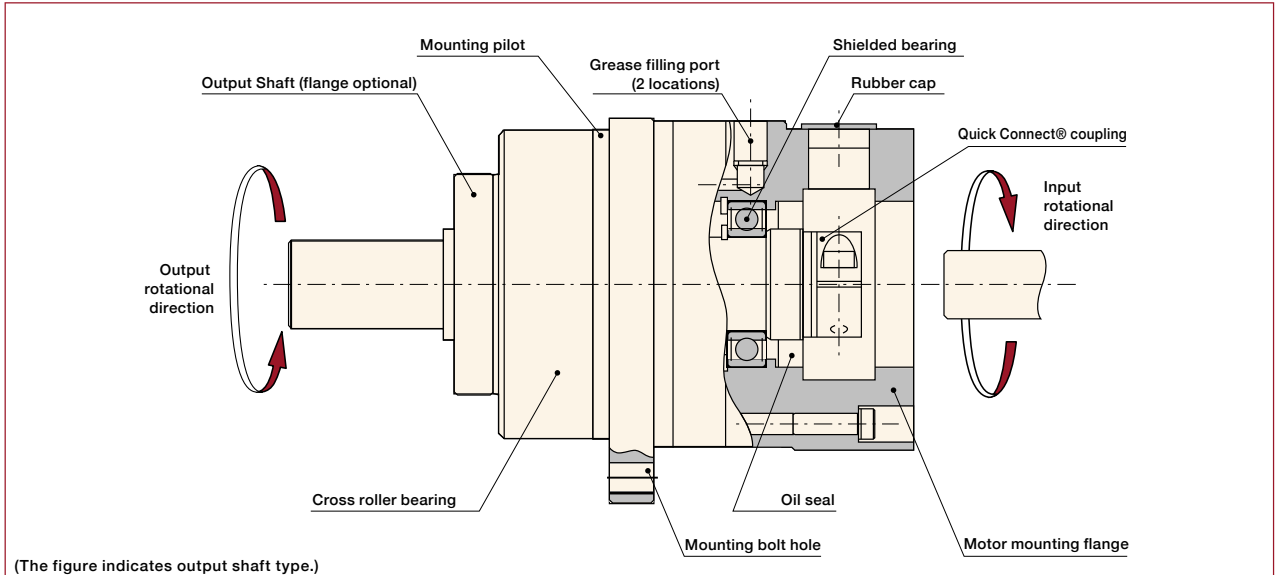 Mounting pilot
Shielded bearing
Grease filling port
(2 locations)
Output Shaft (flange optional)
Rubber cap
Quick Connect® coupling
Input
rotational
direction
Output
rotational
direction
Cross roller bearing
Oil seal
Mounting bolt hole
Motor mounting flange
(The figure indicates output shaft type.)